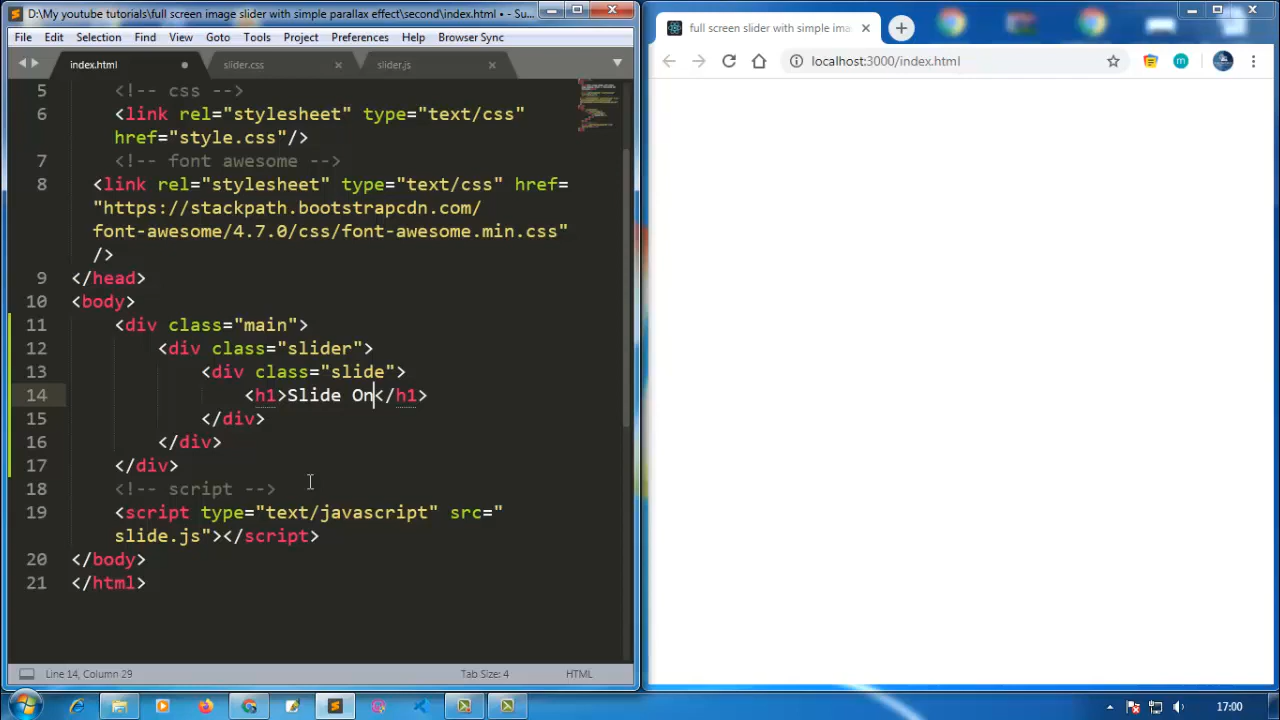 D:\My youtube tutorials\full screen image slider with simple parallax effect\second\index.html • - Su...
File Edit Selection Find View Goto Tools Project Preferences Help Browser Sync
index.html
slider.css
slider.js
5 <!-- css -->
6 <link rel="stylesheet" type="text/css"
href="style.css"/>
7 <!-- font awesome -->
8 <link rel="stylesheet" type="text/css" href=
"https://stackpath.bootstrapcdn.com/
font-awesome/4.7.0/css/font-awesome.min.css"
/>
9 </head>
10 <body>
11 <div class="main">
12 <div class="slider">
13 <div class="slide">
14 <h1>Slide On</h1>
15 </div>
16 </div>
17 </div>
18 <!-- script -->
19 <script type="text/javascript" src="
slide.js"></script>
20 </body>
21 </html>
Line 14, Column 29
Tab Size: 4
HTML
full screen slider with simple ima
localhost:3000/index.html
m
17:00